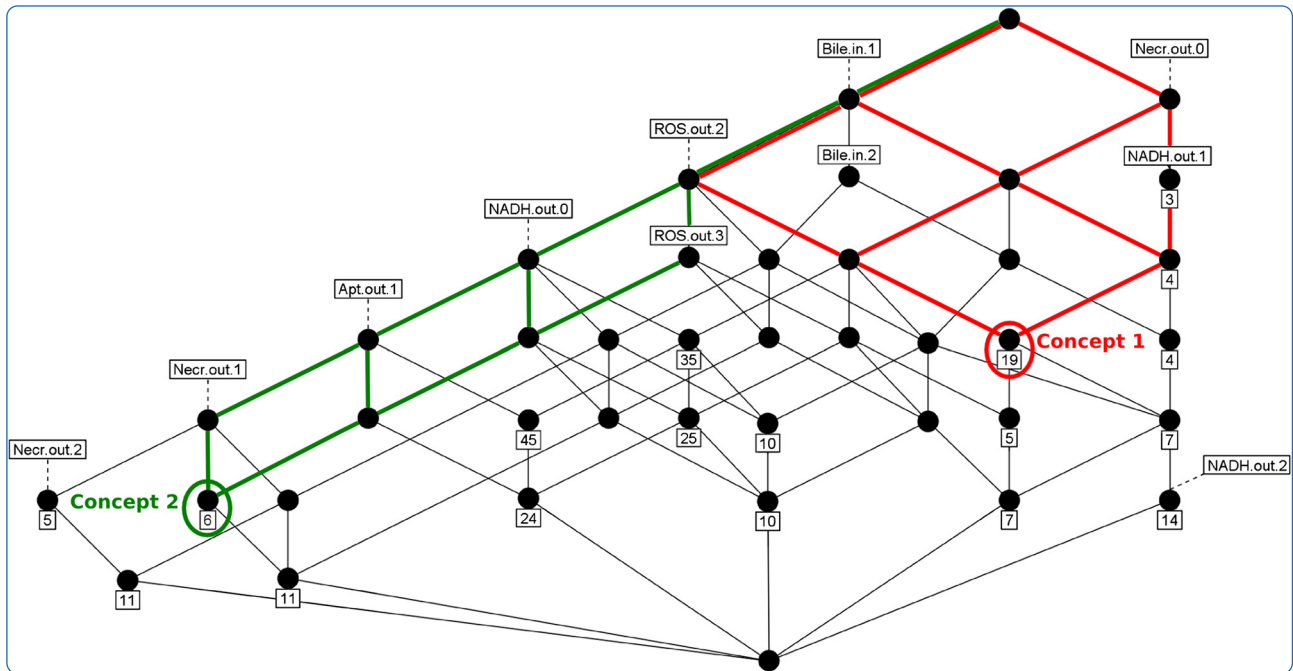 Bile.in.1
Necr.out.0
ROS.out.2
Bile.in.2
NADH.out.1
3
NADH.out.0
ROS.out.3
4
Apt.out.1
Concept 1
35
19
4
Necr.out.1
45
25
10
5
7
Necr.out.2
NADH.out.2
Concept 2
5
6
24
10
7
14
11
11